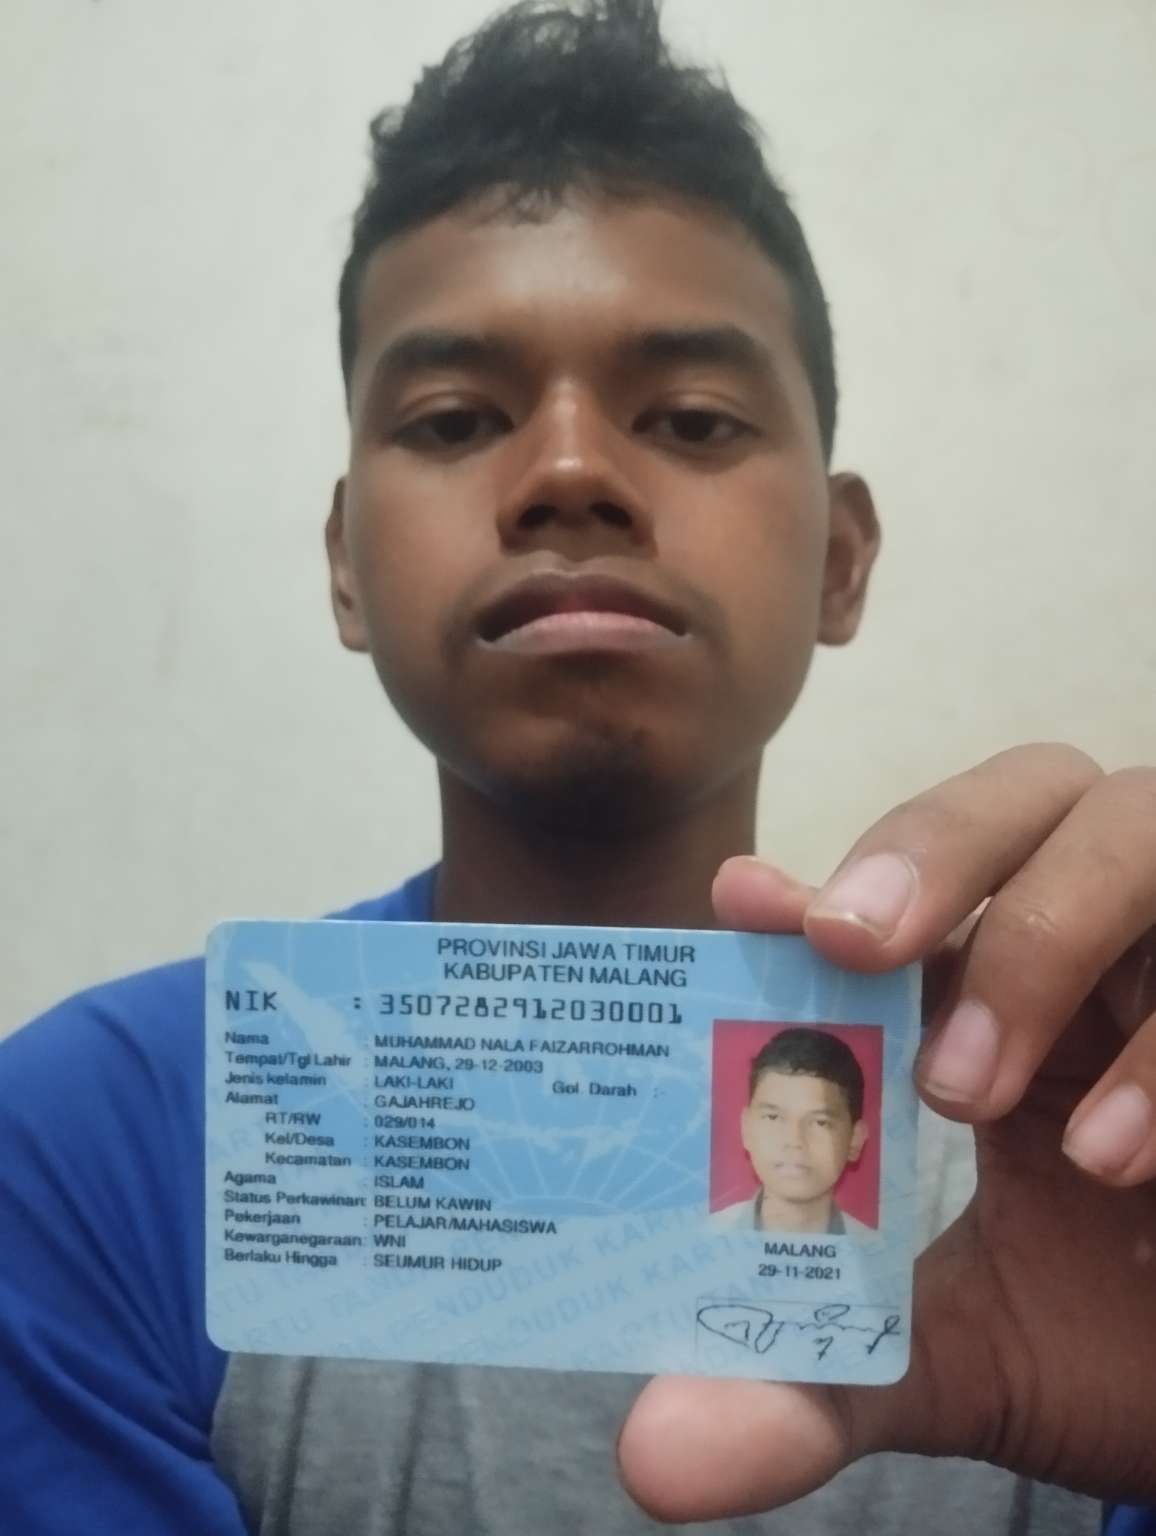 PROVINSI JAWA TIMUR
KABUPATEN MALANG
NIK : 3507282912030001
Nama : MUHAMMAD NALA FAIZARROHMAN
Tempat/Tgl Lahir : MALANG, 29-12-2003
Jenis kelamin : LAKI-LAKI Gol. Darah :-
Alamat : GAJAHREJO
RT/RW : 029/014
Kel/Desa : KASEMBON
Kecamatan : KASEMBON
Agama : ISLAM
Status Perkawinan: BELUM KAWIN
Pekerjaan : PELAJAR/MAHASISWA
Kewarganegaraan: WNI
Berlaku Hingga : SEUMUR HIDUP
MALANG
29-11-2021